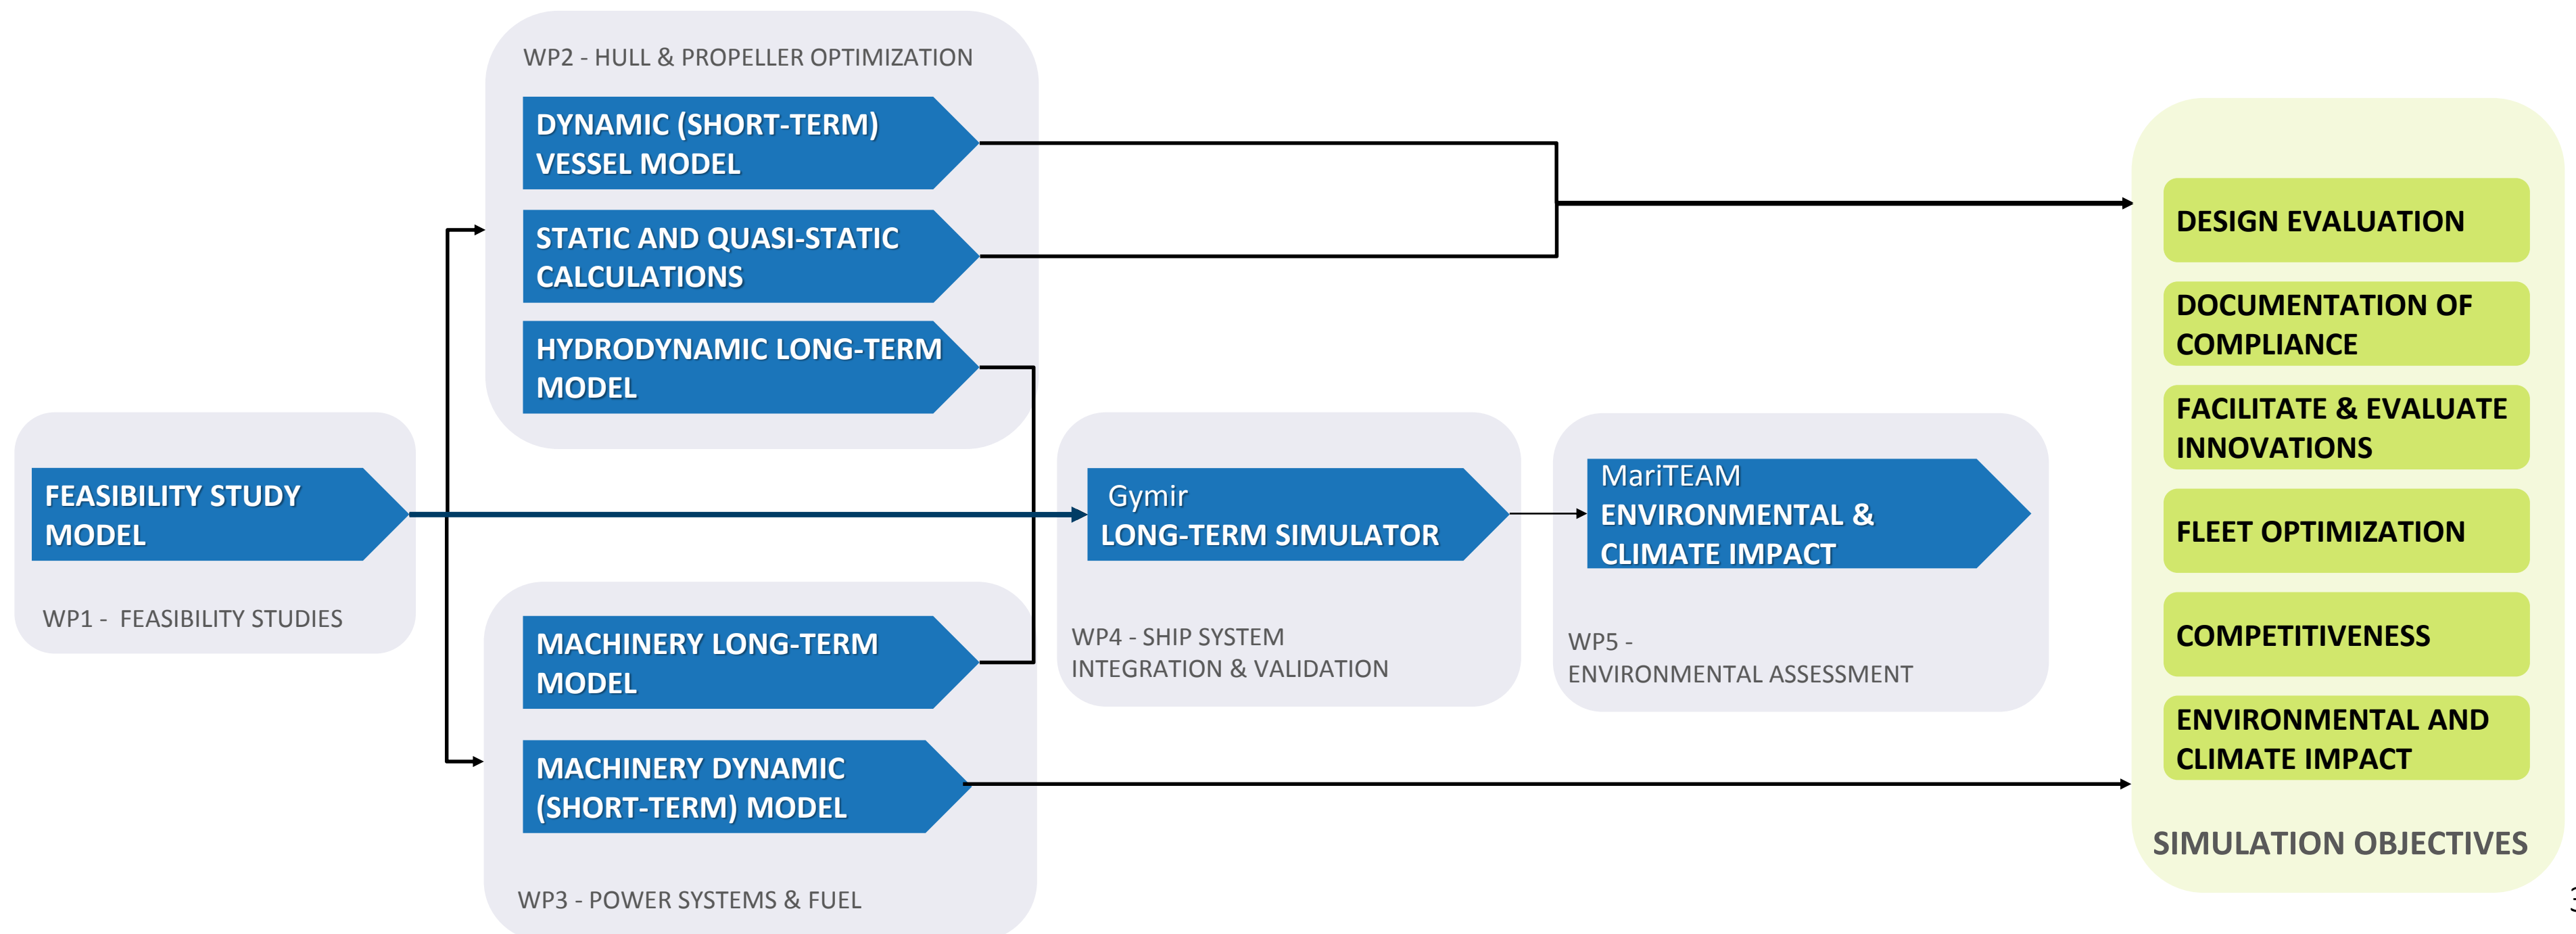 WP2 - HULL & PROPELLER OPTIMIZATION
DYNAMIC (SHORT-TERM)
VESSEL MODEL
STATIC AND QUASI-STATIC
CALCULATIONS
HYDRODYNAMIC LONG-TERM
MODEL
FEASIBILITY STUDY
MODEL
WP1 - FEASIBILITY STUDIES
MACHINERY LONG-TERM
MODEL
MACHINERY DYNAMIC
(SHORT-TERM) MODEL
WP3 - POWER SYSTEMS & FUEL
Gymir
LONG-TERM SIMULATOR
WP4 - SHIP SYSTEM
INTEGRATION & VALIDATION
MariTEAM
ENVIRONMENTAL &
CLIMATE IMPACT
WP5 -
ENVIRONMENTAL ASSESSMENT
DESIGN EVALUATION
DOCUMENTATION OF
COMPLIANCE
FACILITATE & EVALUATE
INNOVATIONS
FLEET OPTIMIZATION
COMPETITIVENESS
ENVIRONMENTAL AND
CLIMATE IMPACT
SIMULATION OBJECTIVES